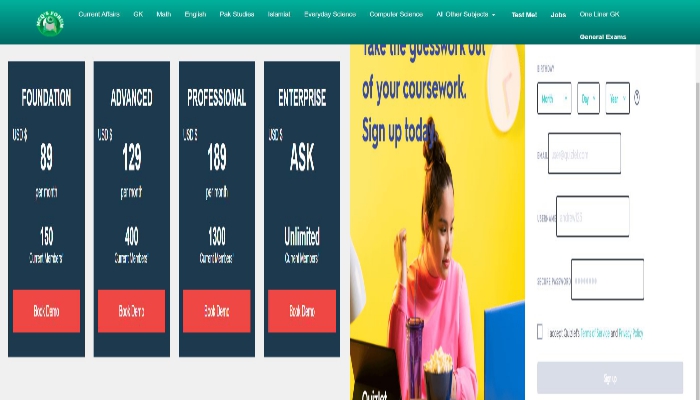 MCQ'S FORUM
Current Affairs GK Math English Pak Studies Islamiat Everyday Science Computer Science All Other Subjects Test Me! Jobs One Liner GK
General Exams
FOUNDATION
USD $
89
per month
150
Current Members*
Book Demo
ADVANCED
USD $
129
per month
400
Current Members*
Book Demo
PROFESSIONAL
USD $
189
per month
1300
Current Members*
Book Demo
ENTERPRISE
USD $
ASK
Unlimited
Current Members*
Book Demo
Take the guesswork out
of your coursework.
Sign up today.
Quizlet
BIRTHDAY
Month Day Year ?
EMAIL user@quizlet.com
USERNAME andrew123
SECURE PASSWORD ••••••••
I accept Quizlet's Terms of Service and Privacy Policy
Sign up